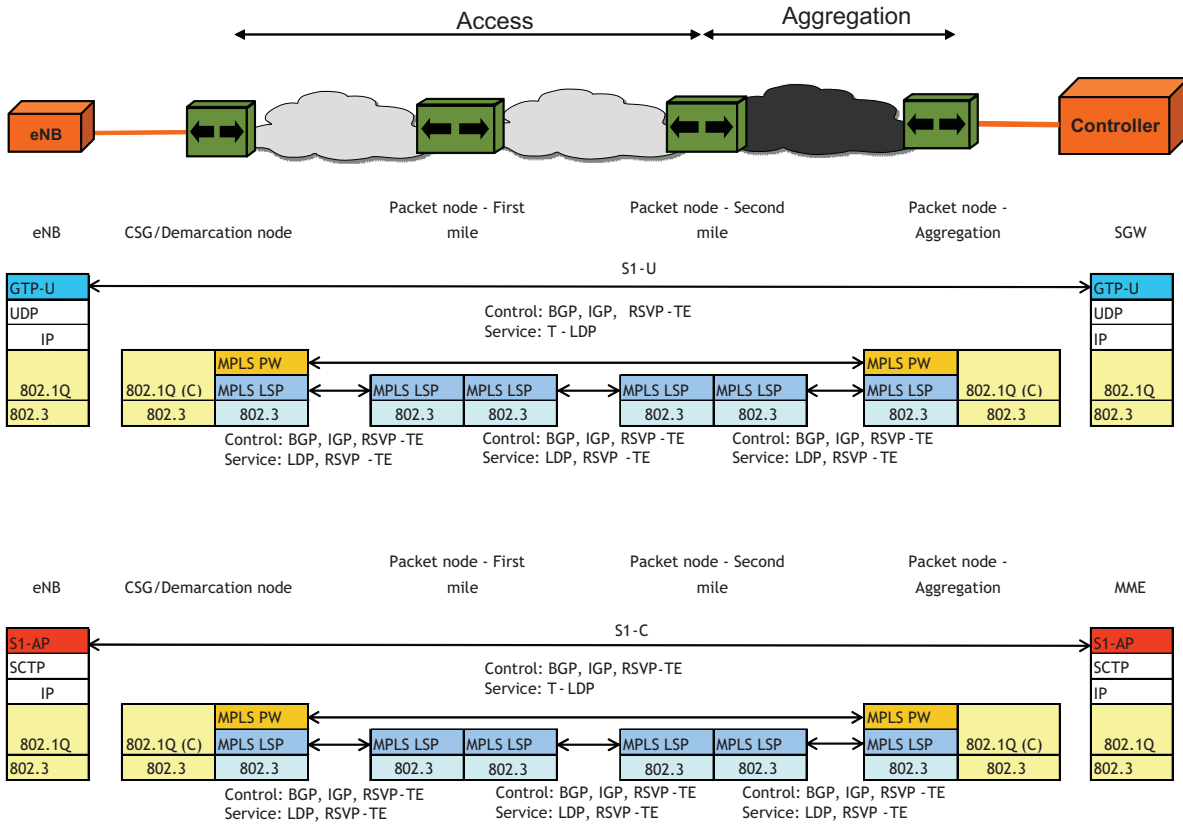 Access
Aggregation
eNB
Controller
Packet node - First
mile
Packet node - Second
mile
Packet node -
Aggregation
eNB
CSG/Demarcation node
SGW
S1-U
GTP-U
GTP-U
UDP
UDP
IP
IP
Control: BGP, IGP, RSVP-TE
Service: T - LDP
MPLS PW
MPLS PW
802.1Q
802.1Q (C)
MPLS LSP
MPLS LSP
MPLS LSP
MPLS LSP
MPLS LSP
MPLS LSP
802.1Q (C)
802.1Q
802.3
802.3
802.3
802.3
802.3
802.3
802.3
802.3
802.3
802.3
Control: BGP, IGP, RSVP-TE
Service: LDP, RSVP-TE
Control: BGP, IGP, RSVP-TE
Service: LDP, RSVP -TE
Control: BGP, IGP, RSVP-TE
Service: LDP, RSVP-TE
Packet node - First
mile
Packet node - Second
mile
Packet node -
Aggregation
eNB
CSG/Demarcation node
MME
S1-C
S1-AP
S1-AP
SCTP
SCTP
IP
IP
Control: BGP, IGP, RSVP-TE
Service: T- LDP
MPLS PW
MPLS PW
802.1Q
802.1Q (C)
MPLS LSP
MPLS LSP
MPLS LSP
MPLS LSP
MPLS LSP
MPLS LSP
802.1Q (C)
802.1Q
802.3
802.3
802.3
802.3
802.3
802.3
802.3
802.3
802.3
802.3
Control: BGP, IGP, RSVP-TE
Service: LDP, RSVP-TE
Control: BGP, IGP, RSVP-TE
Service: LDP, RSVP-TE
Control: BGP, IGP, RSVP-TE
Service: LDP, RSVP-TE